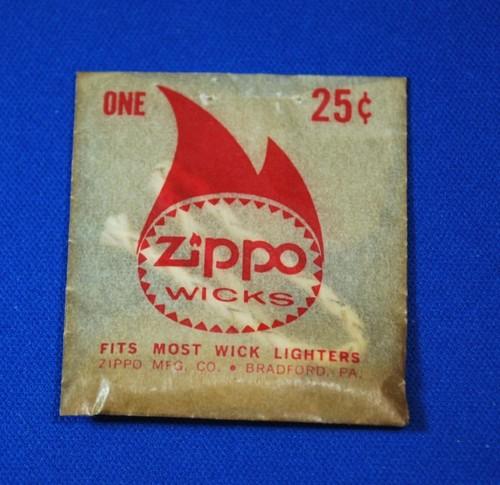 ONE 25¢
Zippo
WICKS
FITS MOST WICK LIGHTERS
ZIPPO MFG. CO. • BRADFORD, PA.